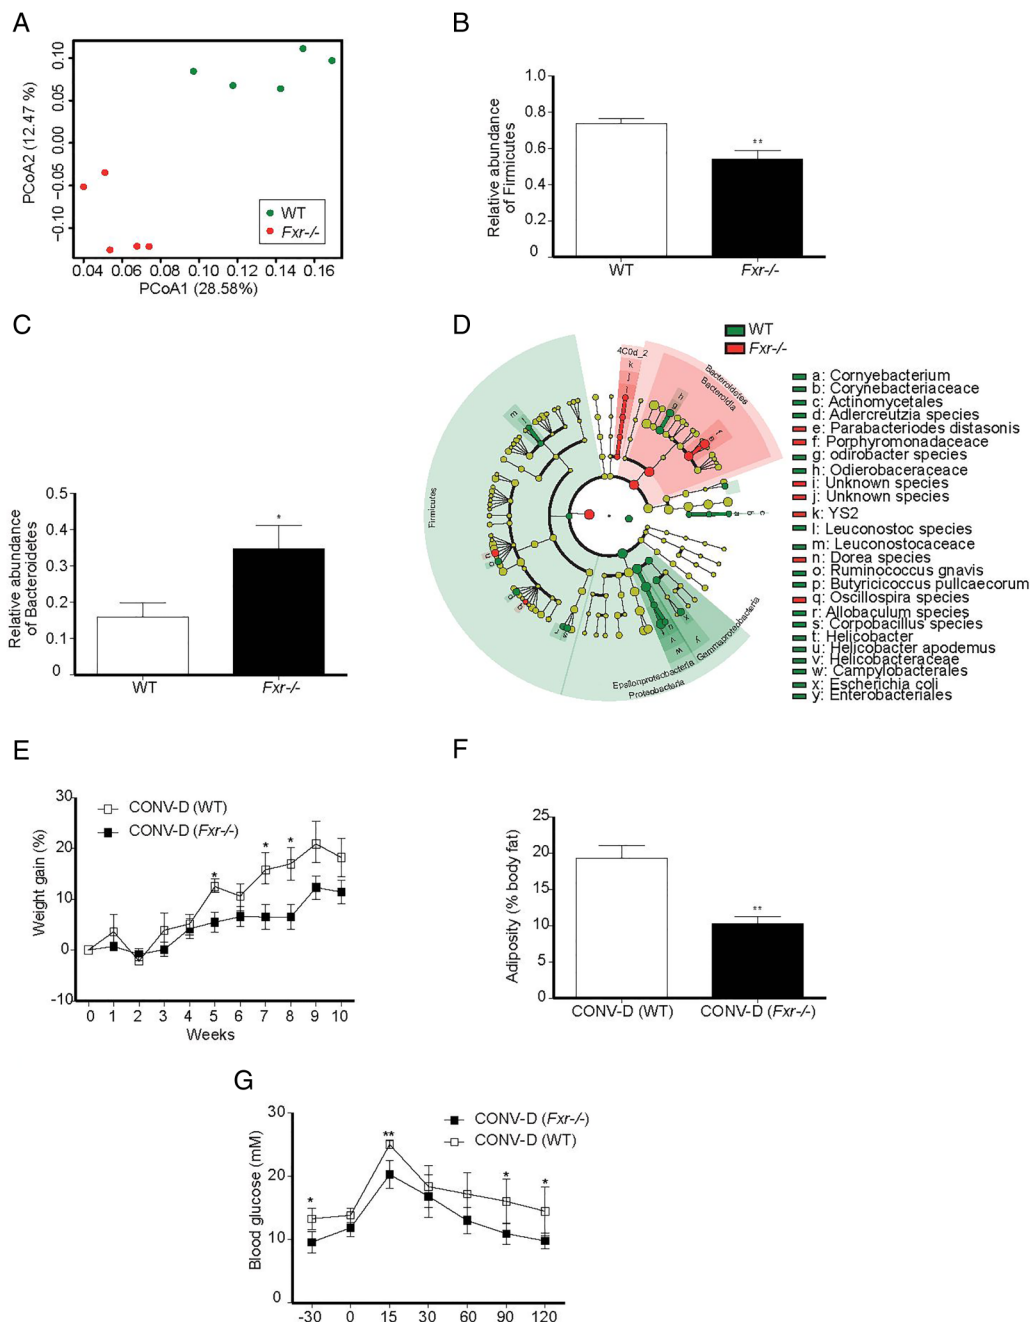 A
PCoA2 (12.47 %)
0.10
0.05
0.00
−0.05
−0.10
WT
Fxr-/-
0.04 0.06 0.08 0.10 0.12 0.14 0.16
PCoA1 (28.58%)
B
Relative abundance
of Firmicutes
1.0
0.8
0.6
0.4
0.2
0
**
WT Fxr-/-
C
Relative abundance
of Bacteroidetes
0.5
0.4
0.3
0.2
0.1
0
*
WT Fxr-/-
D
WT
Fxr-/-
4C0d_2
k
j
i
Bacteroidetes
Bacteroidia
h
g
f
e
a b c
m
l
Firmicutes
Gammaproteobacteria
Epsilonproteobacteria
Proteobacteria
x
y
v
w
a: Cornyebacterium
b: Corynebacteriaceace
c: Actinomycetales
d: Adlercreutzia species
e: Parabacteriodes distasonis
f: Porphyromonadaceace
g: odirobacter species
h: Odierobaceraceace
i: Unknown species
j: Unknown species
k: YS2
l: Leuconostoc species
m: Leuconostocaceace
n: Dorea species
o: Ruminococcus gnavis
p: Butyricicoccus pullcaecorum
q: Oscillospira species
r: Allobaculum species
s: Corpobacillus species
t: Helicobacter
u: Helicobacter apodemus
v: Helicobacteraceae
w: Campylobacterales
x: Escherichia coli
y: Enterobacteriales
E
Weight gain (%)
30
20
10
0
-10
CONV-D (WT)
CONV-D (Fxr-/-)
* * *
0 1 2 3 4 5 6 7 8 9 10
Weeks
F
Adiposity (% body fat)
25
20
15
10
5
0
**
CONV-D (WT) CONV-D (Fxr-/-)
G
Blood glucose (mM)
30
20
10
0
CONV-D (Fxr-/-)
CONV-D (WT)
* ** * *
-30 0 15 30 60 90 120